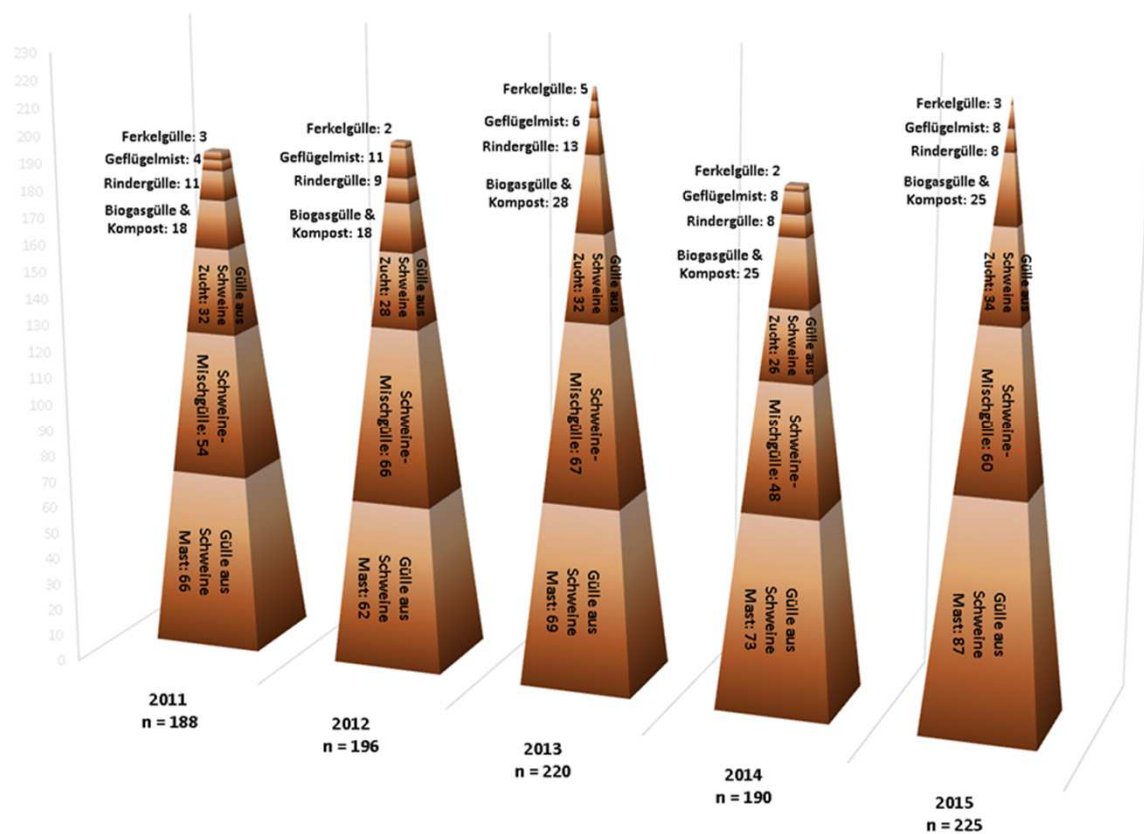 230
220
210
200
190
180
170
160
150
140
130
120
110
100
90
80
70
60
50
40
30
20
10
0
Ferkelgülle: 3
Geflügelmist: 4
Rindergülle: 11
Biogasgülle &
Kompost: 18
Gülle aus
Schweine
Zucht: 32
Schweine-
Mischgülle: 54
Gülle aus
Schweine
Mast: 66
2011
n = 188
Ferkelgülle: 2
Geflügelmist: 11
Rindergülle: 9
Biogasgülle &
Kompost: 18
Gülle aus
Schweine
Zucht: 28
Schweine-
Mischgülle: 66
Gülle aus
Schweine
Mast: 62
2012
n = 196
Ferkelgülle: 5
Geflügelmist: 6
Rindergülle: 13
Biogasgülle &
Kompost: 28
Gülle aus
Schweine
Zucht: 32
Schweine-
Mischgülle: 67
Gülle aus
Schweine
Mast: 69
2013
n = 220
Ferkelgülle: 2
Geflügelmist: 8
Rindergülle: 8
Biogasgülle &
Kompost: 25
Gülle aus
Schweine
Zucht: 26
Schweine-
Mischgülle: 48
Gülle aus
Schweine
Mast: 73
2014
n = 190
Ferkelgülle: 3
Geflügelmist: 8
Rindergülle: 8
Biogasgülle &
Kompost: 25
Gülle aus
Schweine
Zucht: 34
Schweine-
Mischgülle: 60
Gülle aus
Schweine
Mast: 87
2015
n = 225